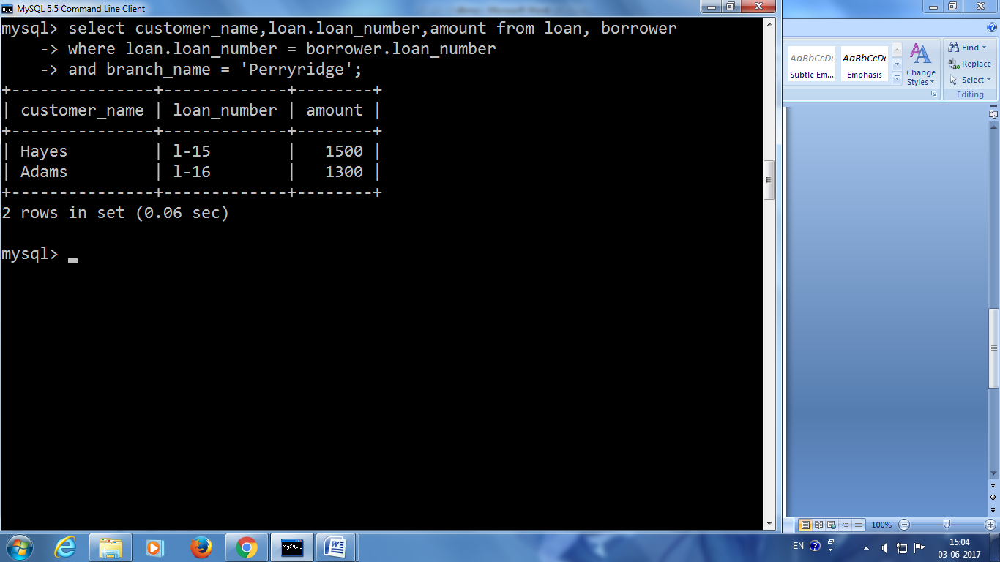 MySQL 5.5 Command Line Client
mysql> select customer_name,loan.loan_number,amount from loan, borrower
    -> where loan.loan_number = borrower.loan_number
    -> and branch_name = 'Perryridge';
+---------------+-------------+--------+
| customer_name | loan_number | amount |
+---------------+-------------+--------+
| Hayes         | l-15        |   1500 |
| Adams         | l-16        |   1300 |
+---------------+-------------+--------+
2 rows in set (0.06 sec)
mysql>
AaBbCcDc AaBbCcDc
Subtle Em... Emphasis
Change
Styles
Find
Replace
Select
Editing
100%
EN
15:04
03-06-2017